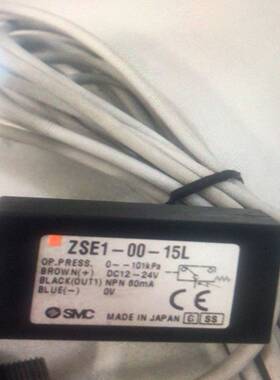 ZSE1-00-15L
OP.PRESS. 0--101kPa
BROWN(+) DC12-24V
BLACK(OUT1) NPN 80mA
BLUE(-) 0V
CE
SMC MADE IN JAPAN C SS